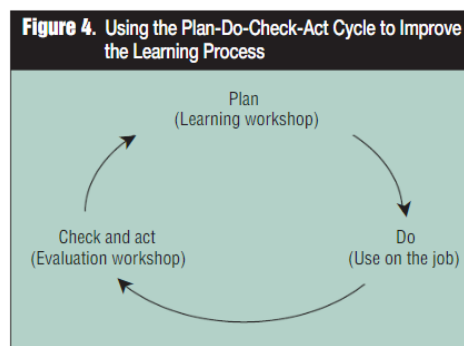 Figure 4. Using the Plan-Do-Check-Act Cycle to Improve
the Learning Process
Plan
(Learning workshop)
Check and act
(Evaluation workshop)
Do
(Use on the job)